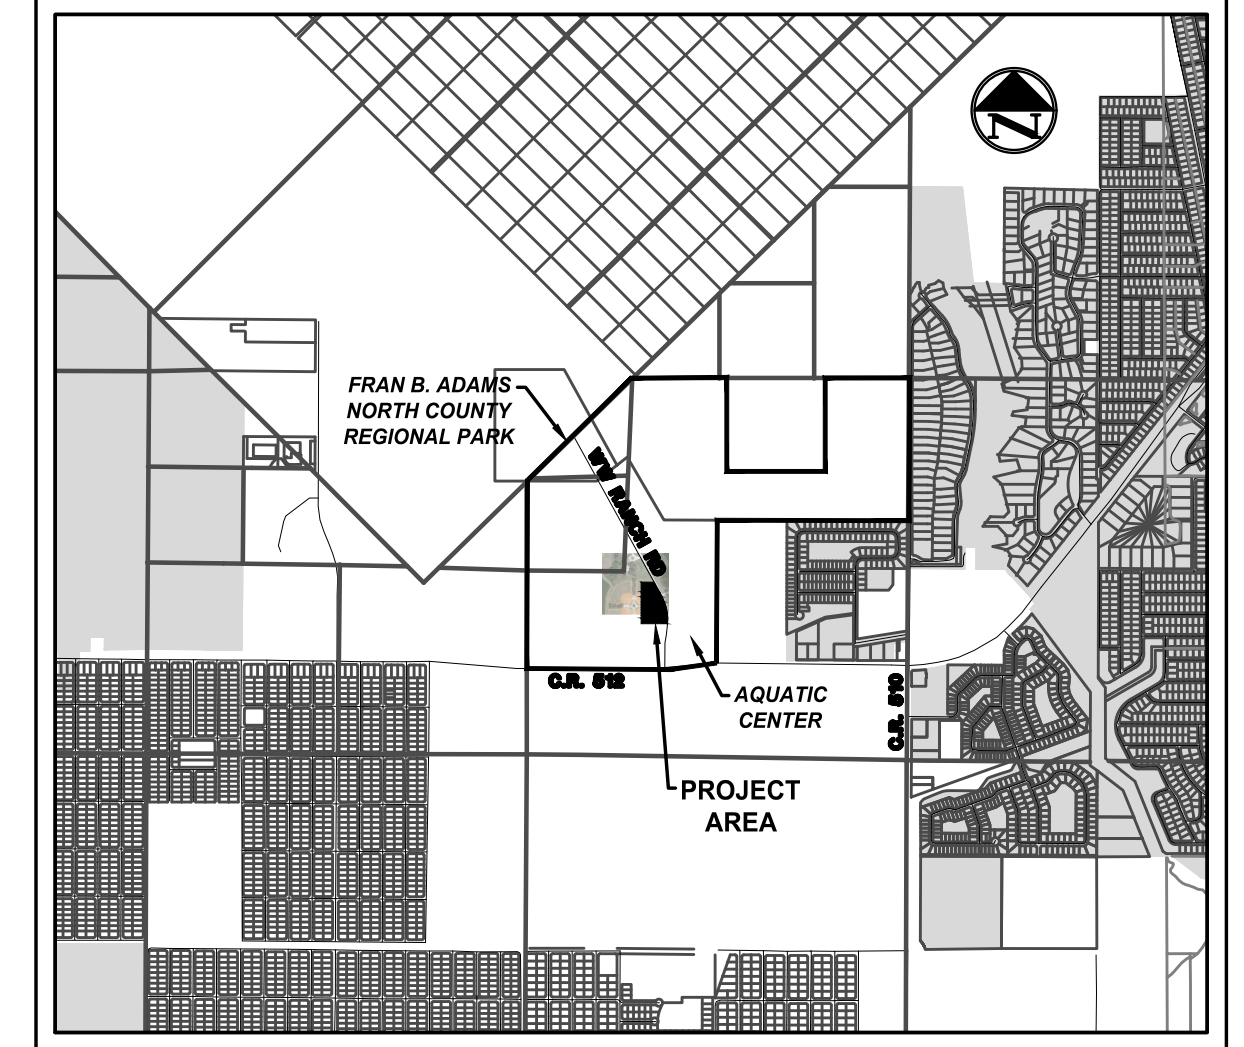 N
FRAN B. ADAMS
NORTH COUNTY
REGIONAL PARK
WW RANCH RD
C.R. 512
C.R. 510
AQUATIC
CENTER
PROJECT
AREA